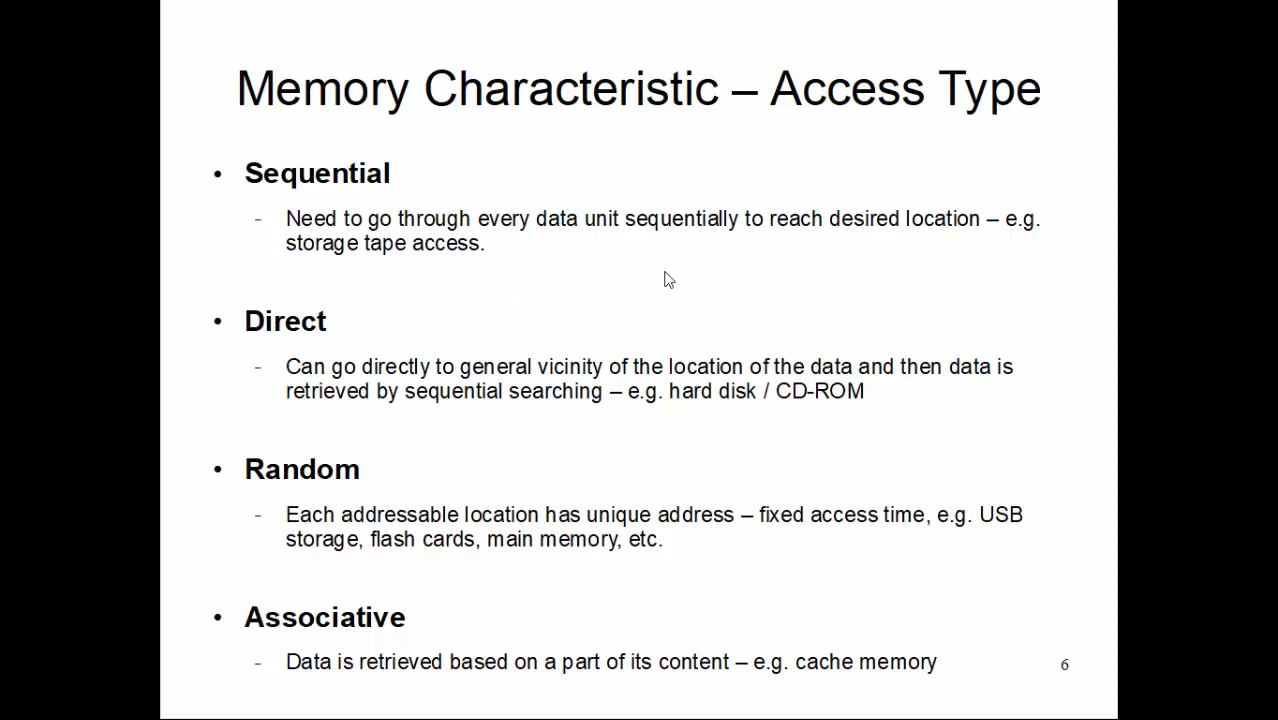 Memory Characteristic – Access Type
• Sequential
- Need to go through every data unit sequentially to reach desired location – e.g.
storage tape access.
• Direct
- Can go directly to general vicinity of the location of the data and then data is
retrieved by sequential searching – e.g. hard disk / CD-ROM
• Random
- Each addressable location has unique address – fixed access time, e.g. USB
storage, flash cards, main memory, etc.
• Associative
- Data is retrieved based on a part of its content – e.g. cache memory
6